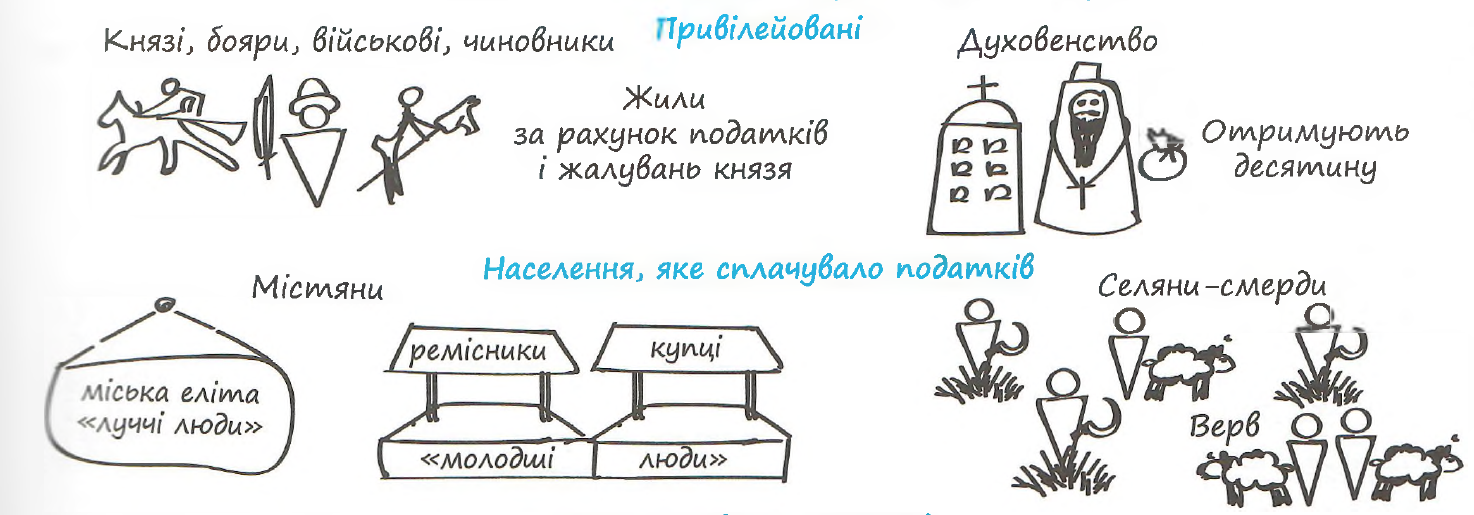 Привілейовані
Князі, бояри, військові, чиновники
Жили
за рахунок податків
і жалувань князя
Духовенство
Отримують
десятину
Населення, яке сплачувало податків
Містяни
міська еліта
«луччі люди»
ремісники
купці
«молодші люди»
Селяни-смерди
Верв